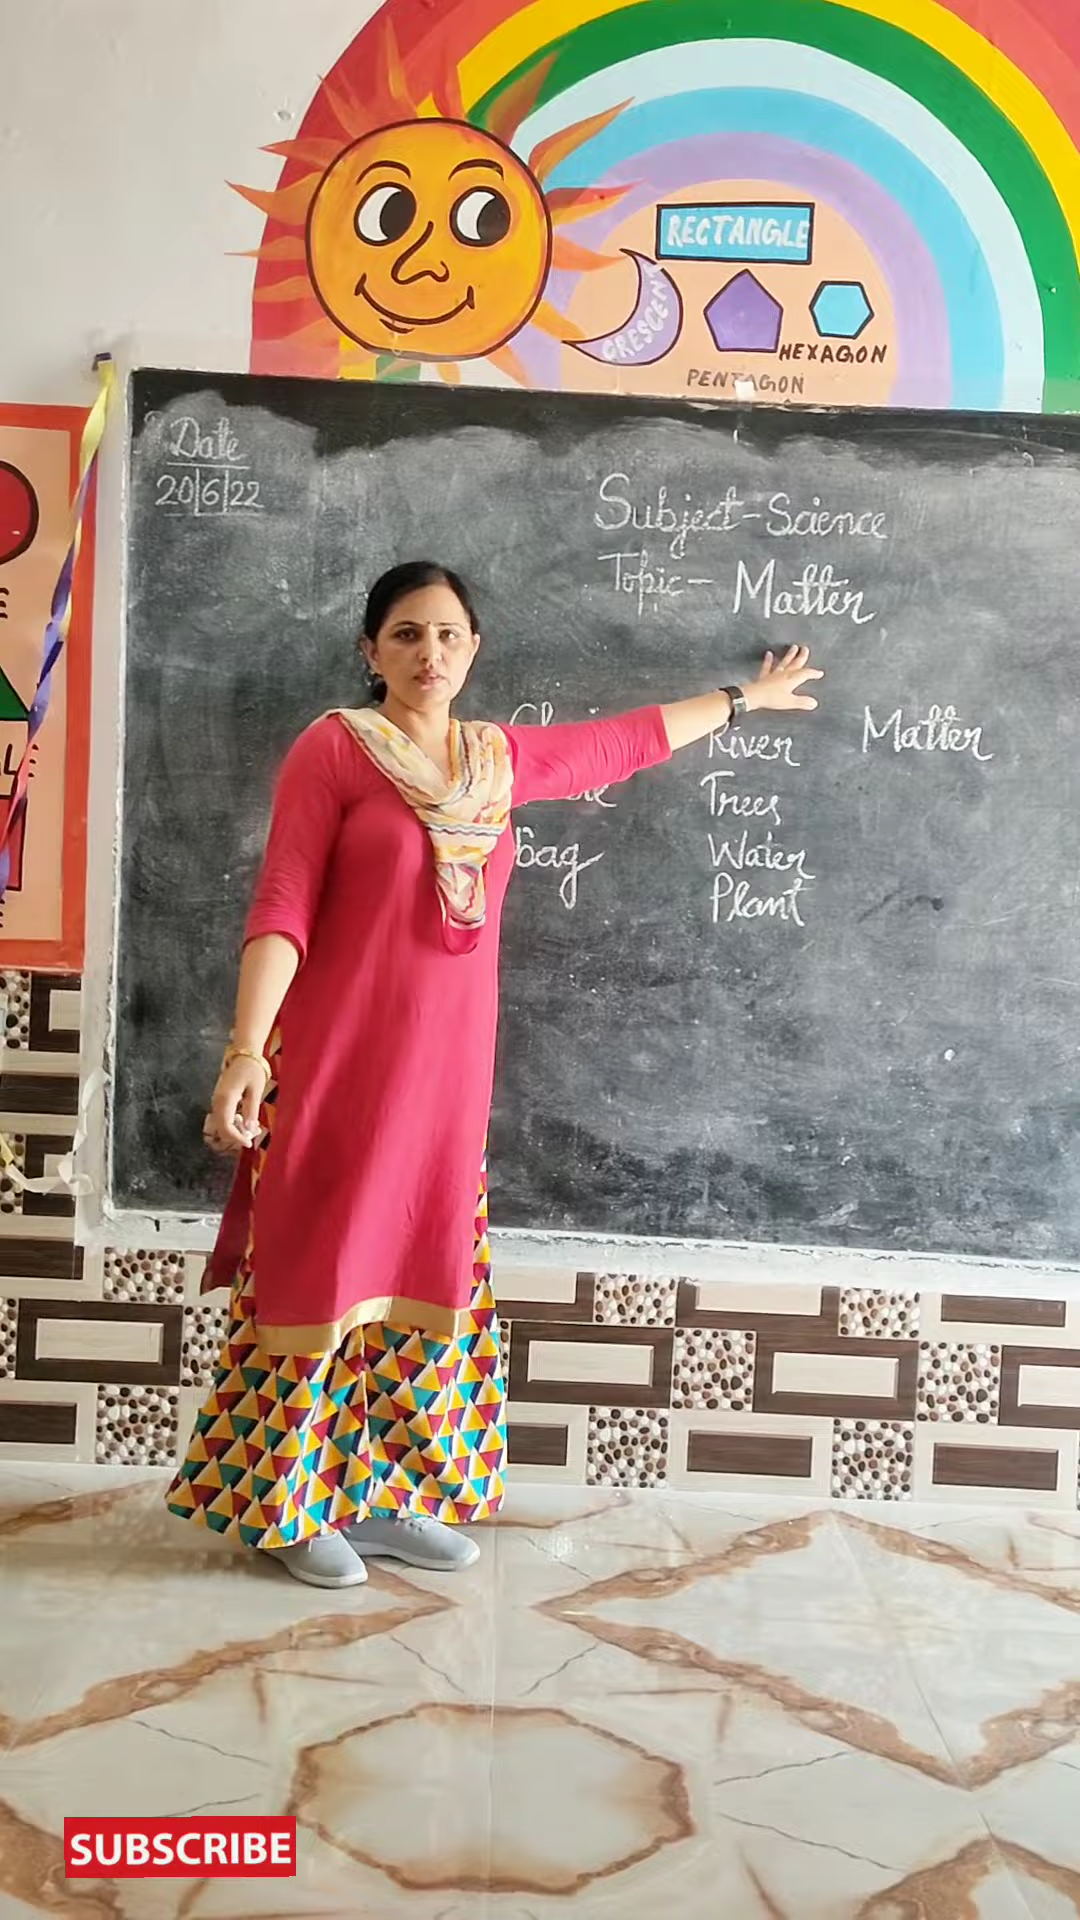 RECTANGLE
CRESCENT
HEXAGON
PENTAGON
Date
20/6/22
Subject-Science
Topic- Matter
River
Matter
Trees
bag
Water
Plant
SUBSCRIBE